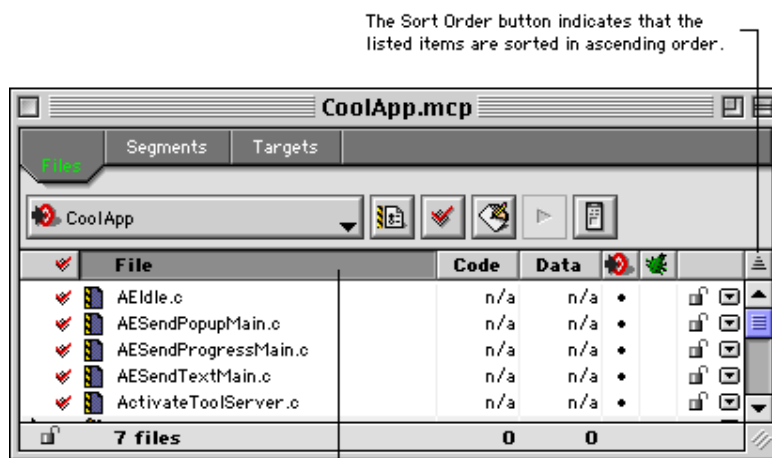 The Sort Order button indicates that the
listed items are sorted in ascending order.
CoolApp.mcp
Files Segments Targets
CoolApp
File Code Data
AEIdle.c n/a n/a
AESendPopupMain.c n/a n/a
AESendProgressMain.c n/a n/a
AESendTextMain.c n/a n/a
ActivateToolServer.c n/a n/a
7 files 0 0